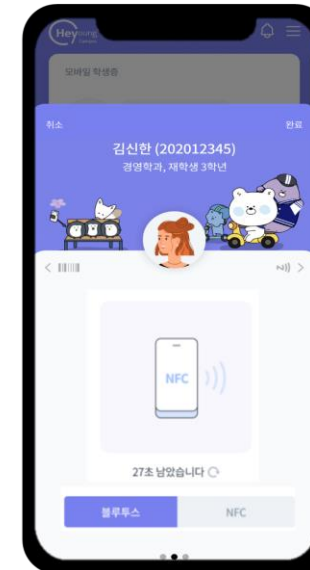 Heyoung
모바일 학생증
취소
완료
김신한 (202012345)
경영학과, 재학생 3학년
NFC
27초 남았습니다
블루투스
NFC